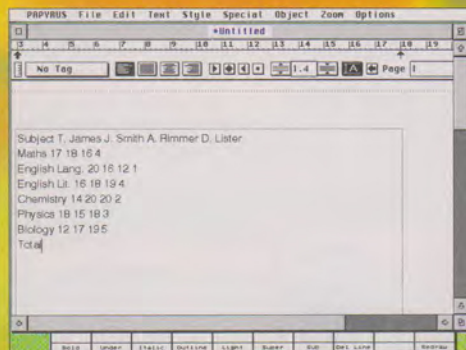 PAPYRUS File Edit Text Style Special Object Zoom Options
*Untitled
3 4 5 6 7 8 9 10 11 12 13 14 15 16 17 18 19
No Tag 1.4 A Page 1
Subject T. James J. Smith A. Rimmer D. Lister
Maths 17 18 16 4
English Lang. 20 16 12 1
English Lit. 16 18 19 4
Chemistry 14 20 20 2
Physics 18 15 18 3
Biology 12 17 19 5
Total
Bold Under Italic Outline Light Super Sub Del Line Redraw